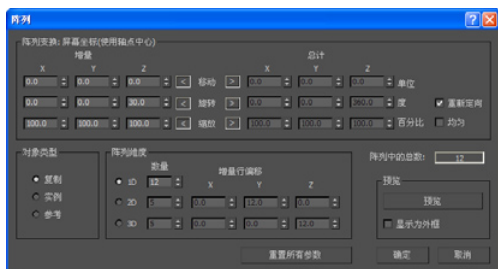 阵列
阵列变换: 屏幕坐标(使用轴点中心)
增量 总计
X Y Z X Y Z
0.0 0.0 0.0 < 移动 > 0.0 0.0 0.0 单位
0.0 0.0 30.0 < 旋转 > 0.0 0.0 360.0 度 重新定向
100.0 100.0 100.0 < 缩放 > 100.0 100.0 100.0 百分比 均匀
对象类型
复制
实例
参考
阵列维度
数量 增量行偏移
1D 12 X Y Z
2D 5 0.0 12.0 0.0
3D 5 0.0 0.0 12.0
阵列中的总数: 12
预览
预览
显示为外框
重置所有参数 确定 取消